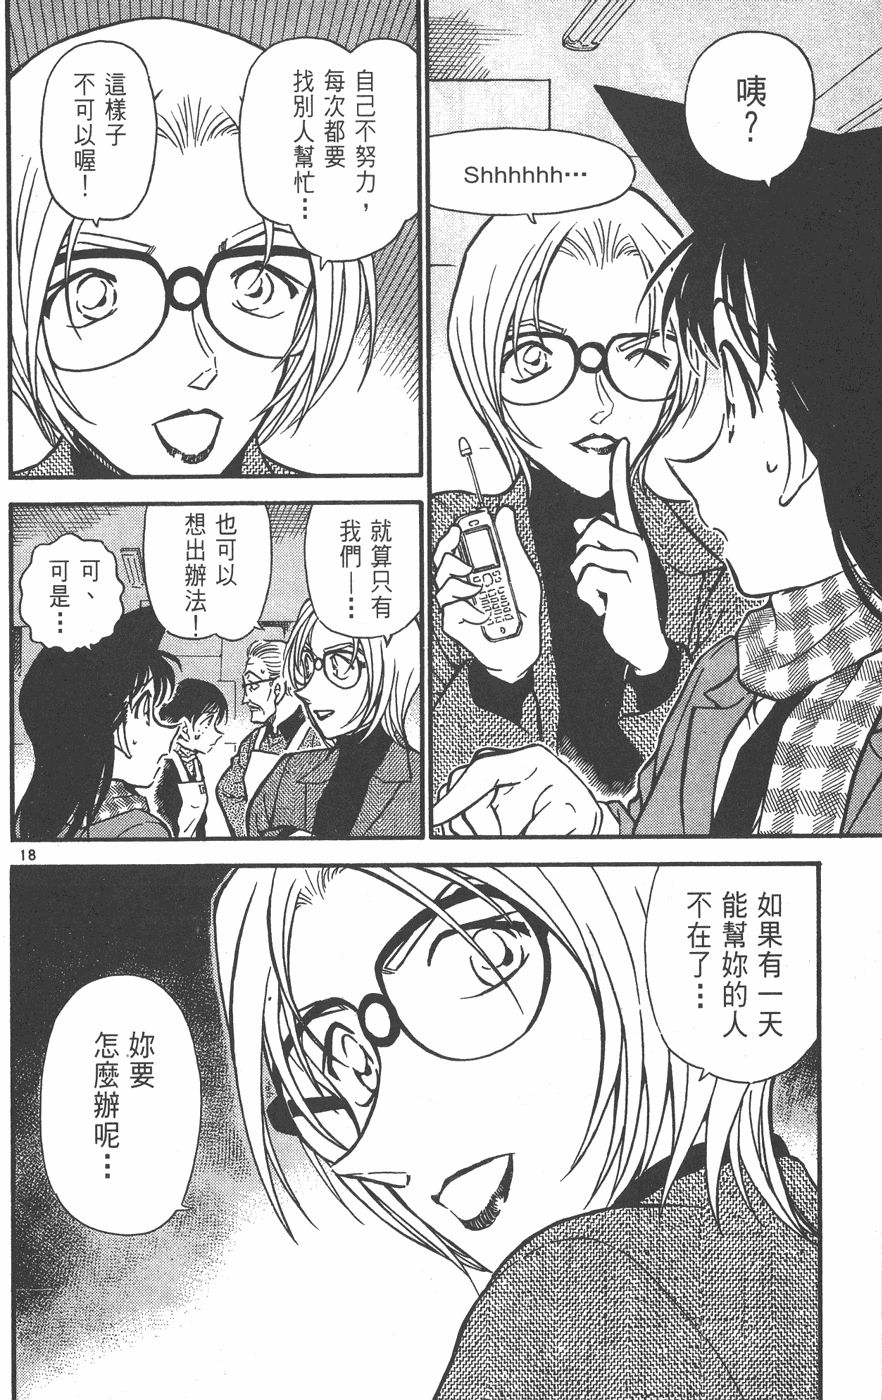 咦？
Shhhhhh…
自己不努力，
每次都要
找別人幫忙…
這樣子
不可以喔！
就算只有
我們─…
也可以
想出辦法！
可、
可是…
18
如果有一天
能幫妳的人
不在了…
妳要
怎麼辦呢…